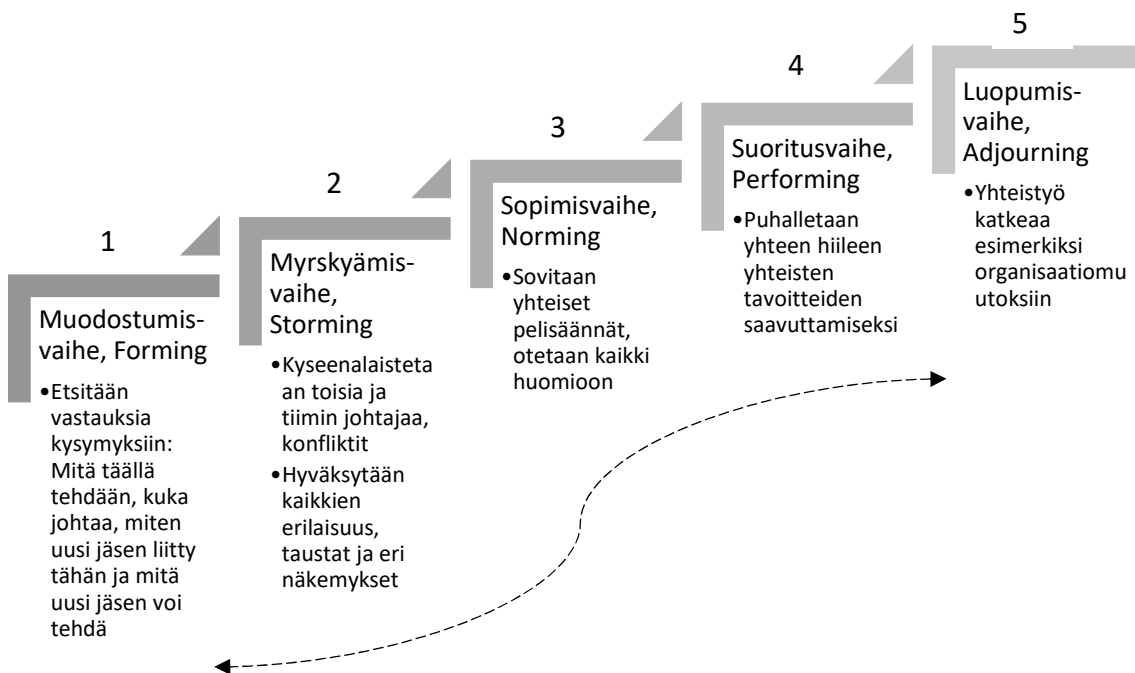 1
Muodostumis-
vaihe, Forming
•Etsitään
vastauksia
kysymyksiin:
Mitä täällä
tehdään, kuka
johtaa, miten
uusi jäsen liitty
tähän ja mitä
uusi jäsen voi
tehdä
2
Myrskyämis-
vaihe,
Storming
•Kyseenalaisteta
an toisia ja
tiimin johtajaa,
konfliktit
•Hyväksytään
kaikkien
erilaisuus,
taustat ja eri
näkemykset
3
Sopimisvaihe,
Norming
•Sovitaan
yhteiset
pelisäännät,
otetaan kaikki
huomioon
4
Suoritusvaihe,
Performing
•Puhalletaan
yhteen hiileen
yhteisten
tavoitteiden
saavuttamiseksi
5
Luopumis-
vaihe,
Adjourning
•Yhteistyö
katkeaa
esimerkiksi
organisaatiomu
utoksiin